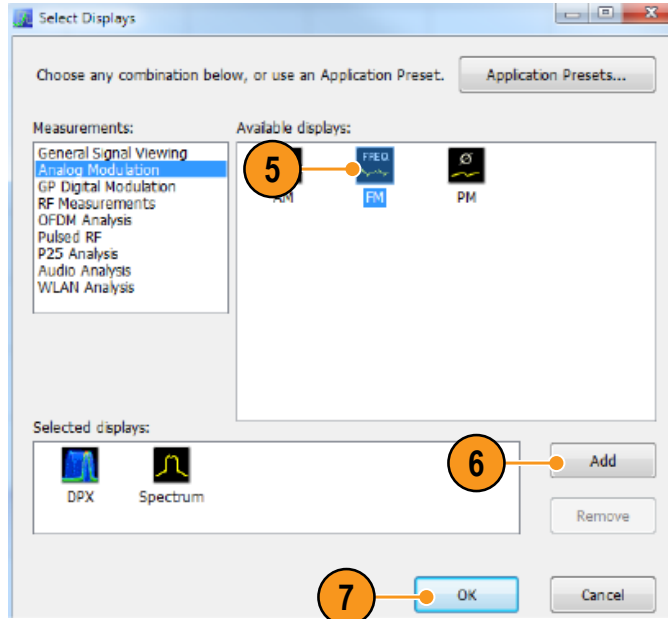 Select Displays
Choose any combination below, or use an Application Preset.
Application Presets...
Measurements:
Available displays:
General Signal Viewing
Analog Modulation
GP Digital Modulation
RF Measurements
OFDM Analysis
Pulsed RF
P25 Analysis
Audio Analysis
WLAN Analysis
5
FREQ
Ø
AM
FM
PM
Selected displays:
DPX
Spectrum
6
Add
Remove
7
OK
Cancel